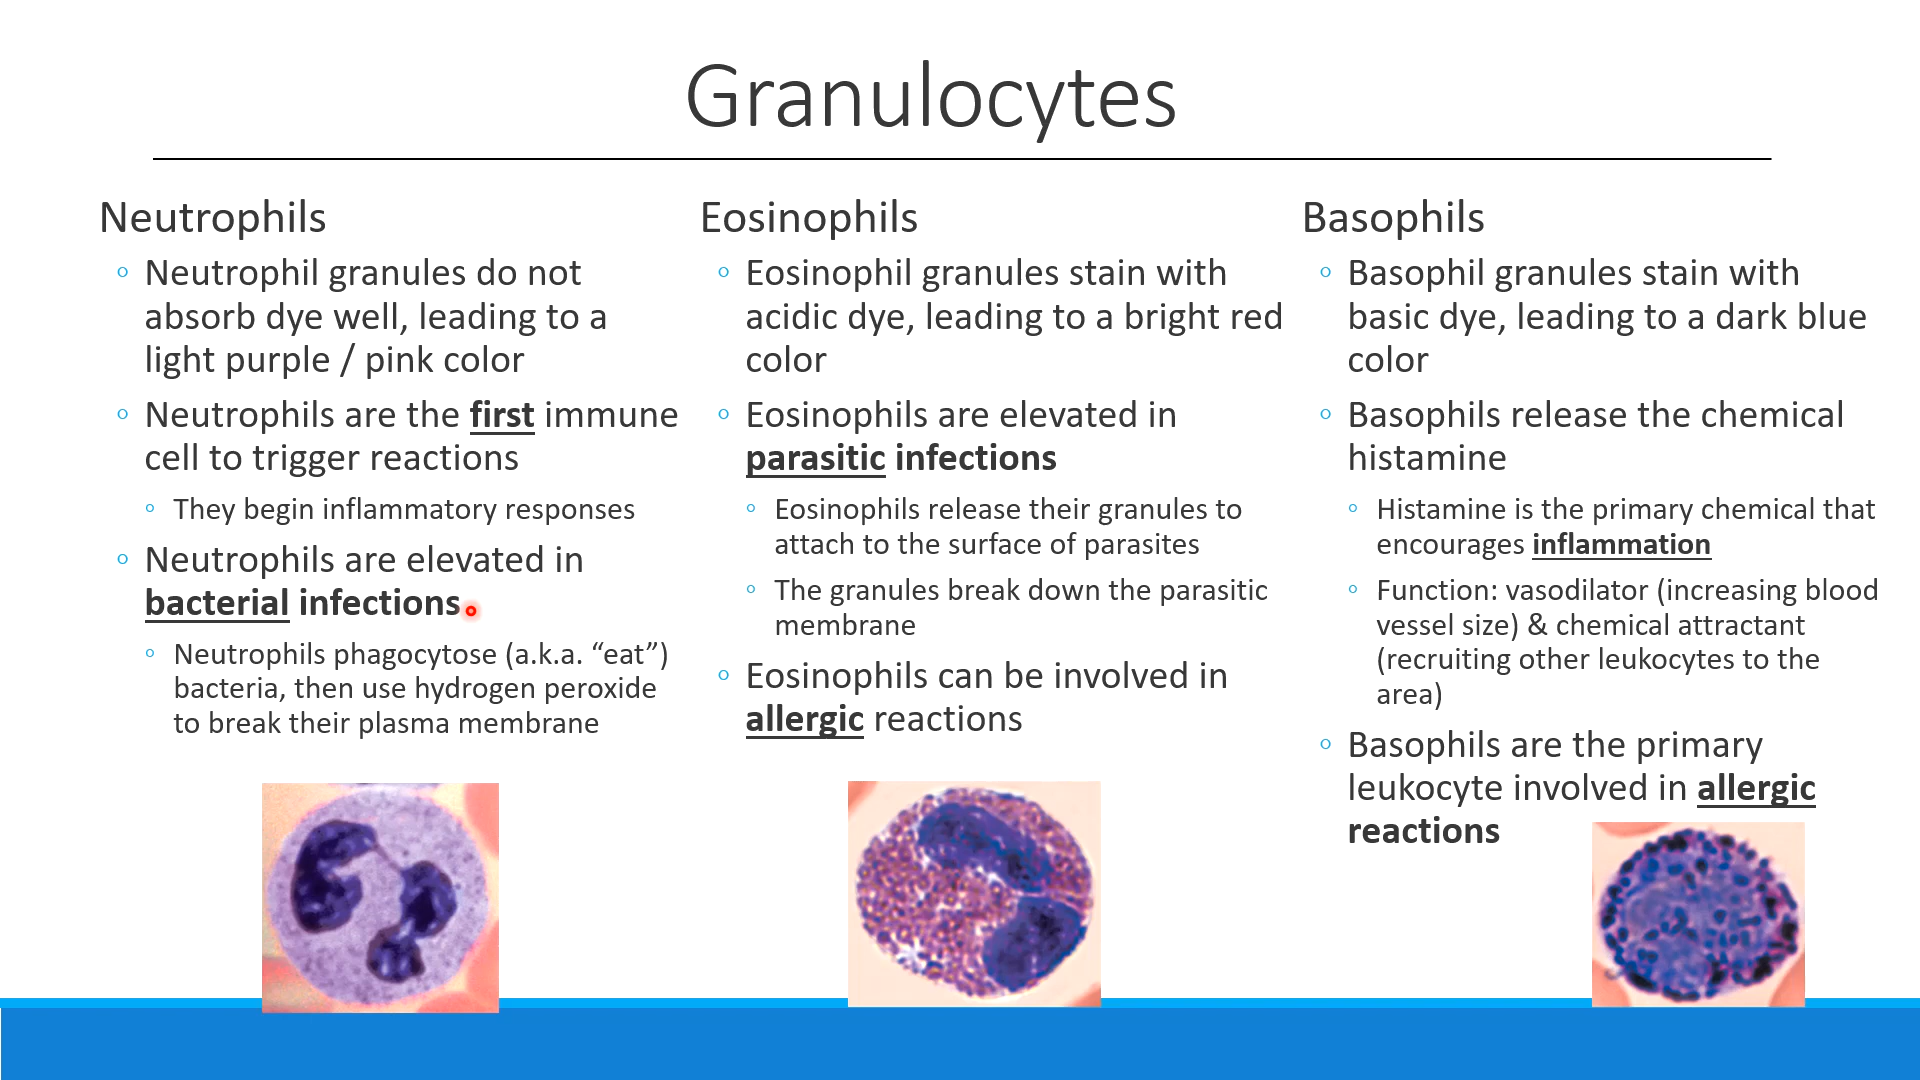 Granulocytes
Neutrophils
◦ Neutrophil granules do not
absorb dye well, leading to a
light purple / pink color
◦ Neutrophils are the first immune
cell to trigger reactions
◦ They begin inflammatory responses
◦ Neutrophils are elevated in
bacterial infections
◦ Neutrophils phagocytose (a.k.a. “eat”)
bacteria, then use hydrogen peroxide
to break their plasma membrane
Eosinophils
◦ Eosinophil granules stain with
acidic dye, leading to a bright red
color
◦ Eosinophils are elevated in
parasitic infections
◦ Eosinophils release their granules to
attach to the surface of parasites
◦ The granules break down the parasitic
membrane
◦ Eosinophils can be involved in
allergic reactions
Basophils
◦ Basophil granules stain with
basic dye, leading to a dark blue
color
◦ Basophils release the chemical
histamine
◦ Histamine is the primary chemical that
encourages inflammation
◦ Function: vasodilator (increasing blood
vessel size) & chemical attractant
(recruiting other leukocytes to the
area)
◦ Basophils are the primary
leukocyte involved in allergic
reactions